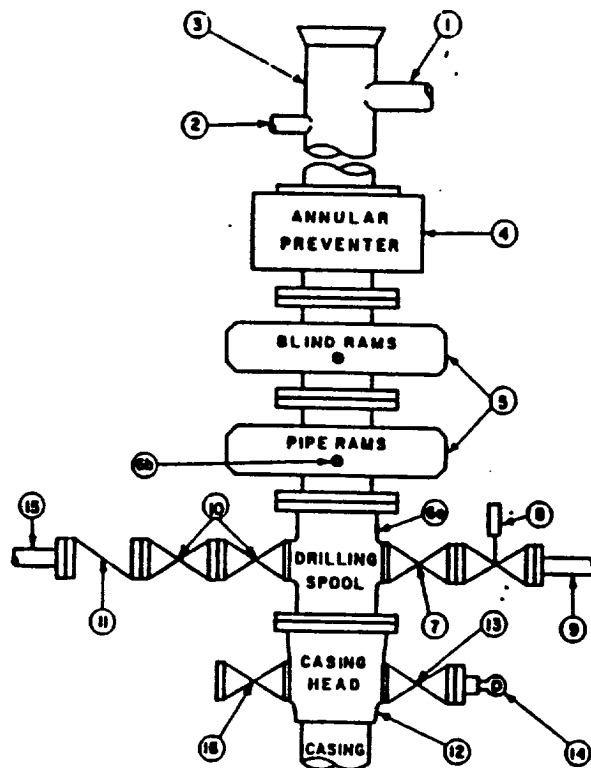 1
3
2
ANNULAR
PREVENTER
4
BLIND RAMS
5
PIPE RAMS
6b
6a
8
15
10
DRILLING
SPOOL
11
7
13
9
CASING
HEAD
16
12
14
CASING